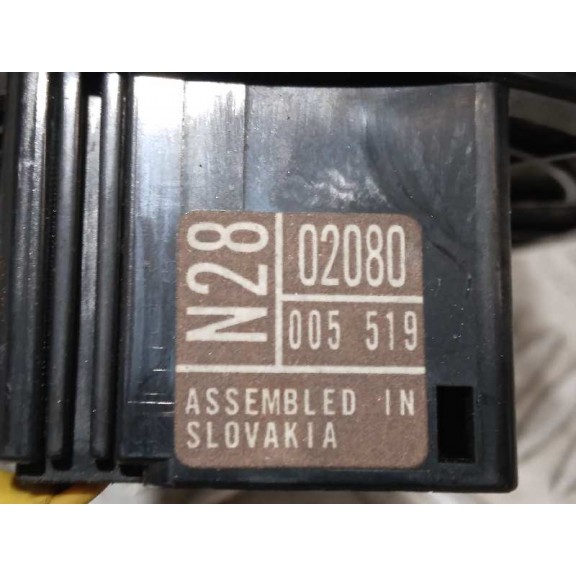 N28
02080
005 519
ASSEMBLED IN
SLOVAKIA